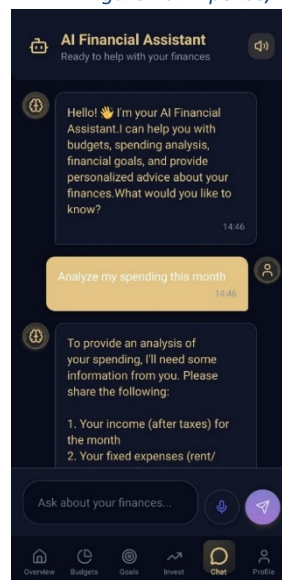 AI Financial Assistant
Ready to help with your finances
Hello! 👋 I'm your AI Financial
Assistant.I can help you with
budgets, spending analysis,
financial goals, and provide
personalized advice about your
finances.What would you like to
know?
14:46
Analyze my spending this month
14:46
To provide an analysis of
your spending, I'll need some
information from you. Please
share the following:
1. Your income (after taxes) for
the month
2. Your fixed expenses (rent/
Ask about your finances...
Overview Budgets Goals Invest Chat Profile